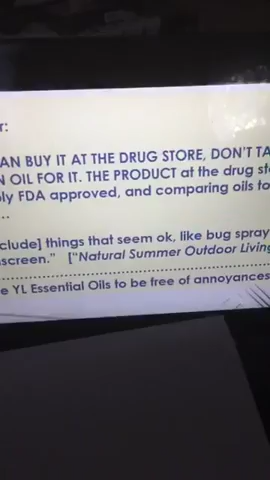 r:
AN BUY IT AT THE DRUG STORE, DON'T TA
N OIL FOR IT. THE PRODUCT at the drug st
ly FDA approved, and comparing oils to
..
clude] things that seem ok, like bug spray
screen." ["Natural Summer Outdoor Living
e YL Essential Oils to be free of annoyances